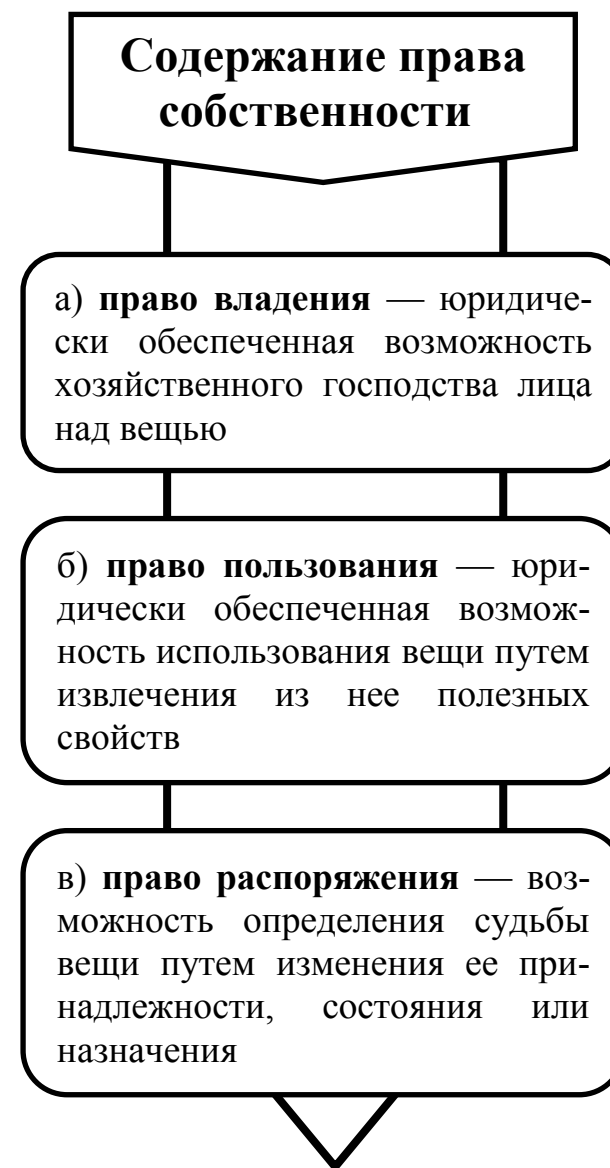 Содержание права
собственности
а) право владения — юридиче-
ски обеспеченная возможность
хозяйственного господства лица
над вещью
б) право пользования — юри-
дически обеспеченная возмож-
ность использования вещи путем
извлечения из нее полезных
свойств
в) право распоряжения — воз-
можность определения судьбы
вещи путем изменения ее при-
надлежности, состояния или
назначения